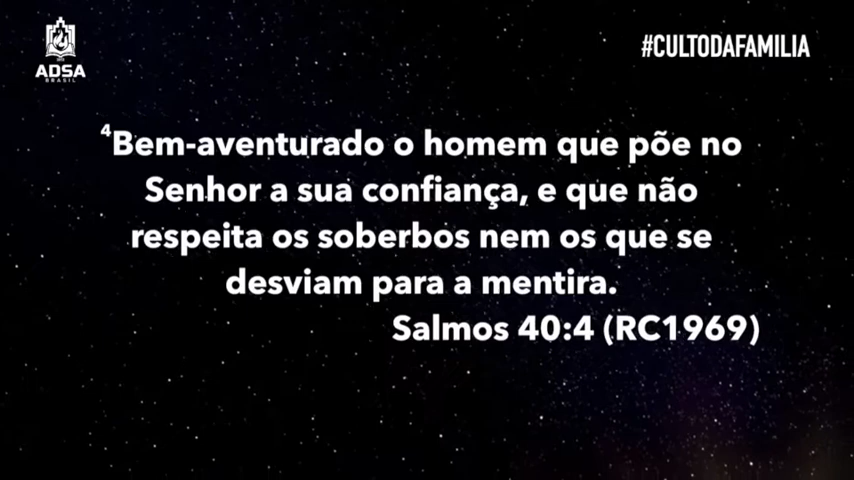 ADSA
BRASIL
#CULTODAFAMILIA
⁴Bem-aventurado o homem que põe no
Senhor a sua confiança, e que não
respeita os soberbos nem os que se
desviam para a mentira.
Salmos 40:4 (RC1969)